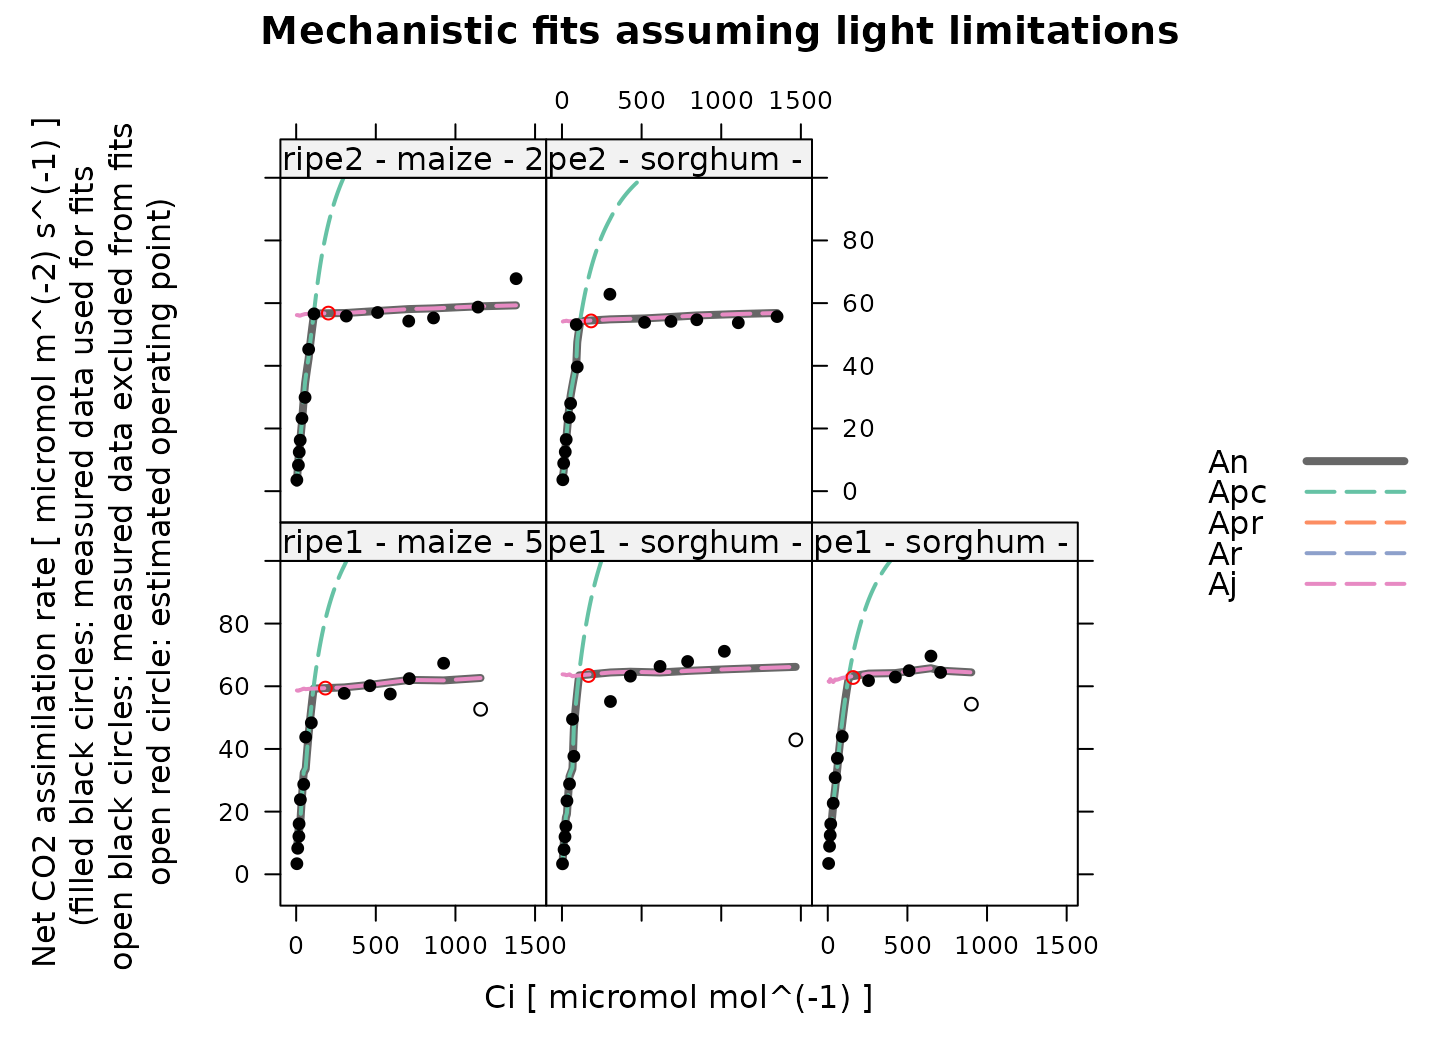 Mechanistic fits assuming light limitations
0 500 1000 1500
ripe2 - maize - 2
pe2 - sorghum -
80
60
40
20
0
ripe1 - maize - 5
pe1 - sorghum -
pe1 - sorghum -
80
60
40
20
0
0 500 1000 1500
0 500 1000 1500
Ci [ micromol mol^(-1) ]
Net CO2 assimilation rate [ micromol m^(-2) s^(-1) ]
(filled black circles: measured data used for fits
open black circles: measured data excluded from fits
open red circle: estimated operating point)
An
Apc
Apr
Ar
Aj